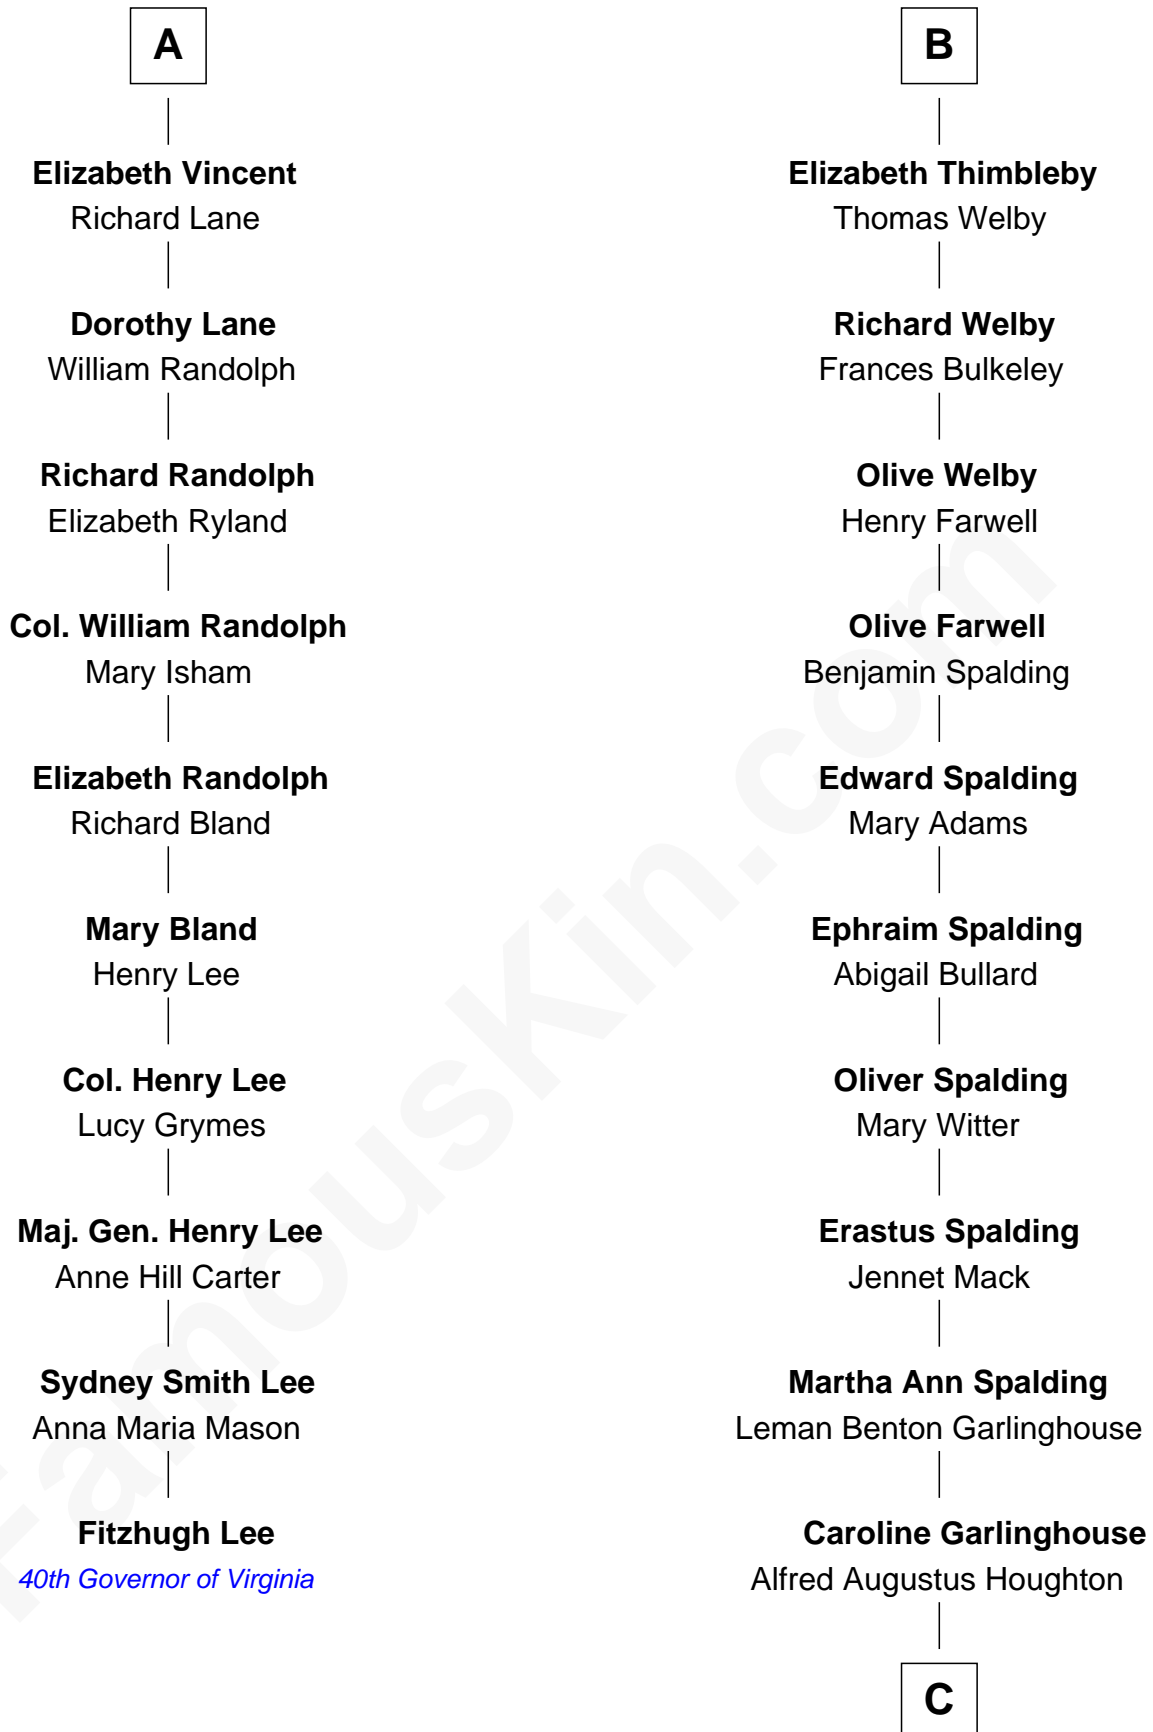 A
Elizabeth Vincent
Richard Lane
Dorothy Lane
William Randolph
Richard Randolph
Elizabeth Ryland
Col. William Randolph
Mary Isham
Elizabeth Randolph
Richard Bland
Mary Bland
Henry Lee
Col. Henry Lee
Lucy Grymes
Maj. Gen. Henry Lee
Anne Hill Carter
Sydney Smith Lee
Anna Maria Mason
Fitzhugh Lee
40th Governor of Virginia
B
Elizabeth Thimbleby
Thomas Welby
Richard Welby
Frances Bulkeley
Olive Welby
Henry Farwell
Olive Farwell
Benjamin Spalding
Edward Spalding
Mary Adams
Ephraim Spalding
Abigail Bullard
Oliver Spalding
Mary Witter
Erastus Spalding
Jennet Mack
Martha Ann Spalding
Leman Benton Garlinghouse
Caroline Garlinghouse
Alfred Augustus Houghton
C
FamousKin.com